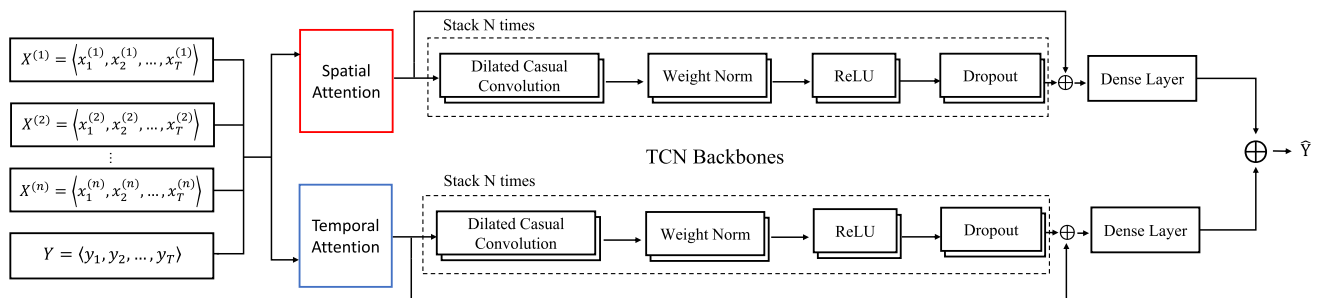 Stack N times
X^{(1)} = ⟨x_1^{(1)}, x_2^{(1)}, ..., x_T^{(1)}⟩
X^{(2)} = ⟨x_1^{(2)}, x_2^{(2)}, ..., x_T^{(2)}⟩
⋮
X^{(n)} = ⟨x_1^{(n)}, x_2^{(n)}, ..., x_T^{(n)}⟩
Y = ⟨y_1, y_2, ..., y_T⟩
Spatial
Attention
Dilated Casual
Convolution
Weight Norm
ReLU
Dropout
⊕
Dense Layer
TCN Backbones
Stack N times
Temporal
Attention
Dilated Casual
Convolution
Weight Norm
ReLU
Dropout
⊕
Dense Layer
⊕
Ŷ